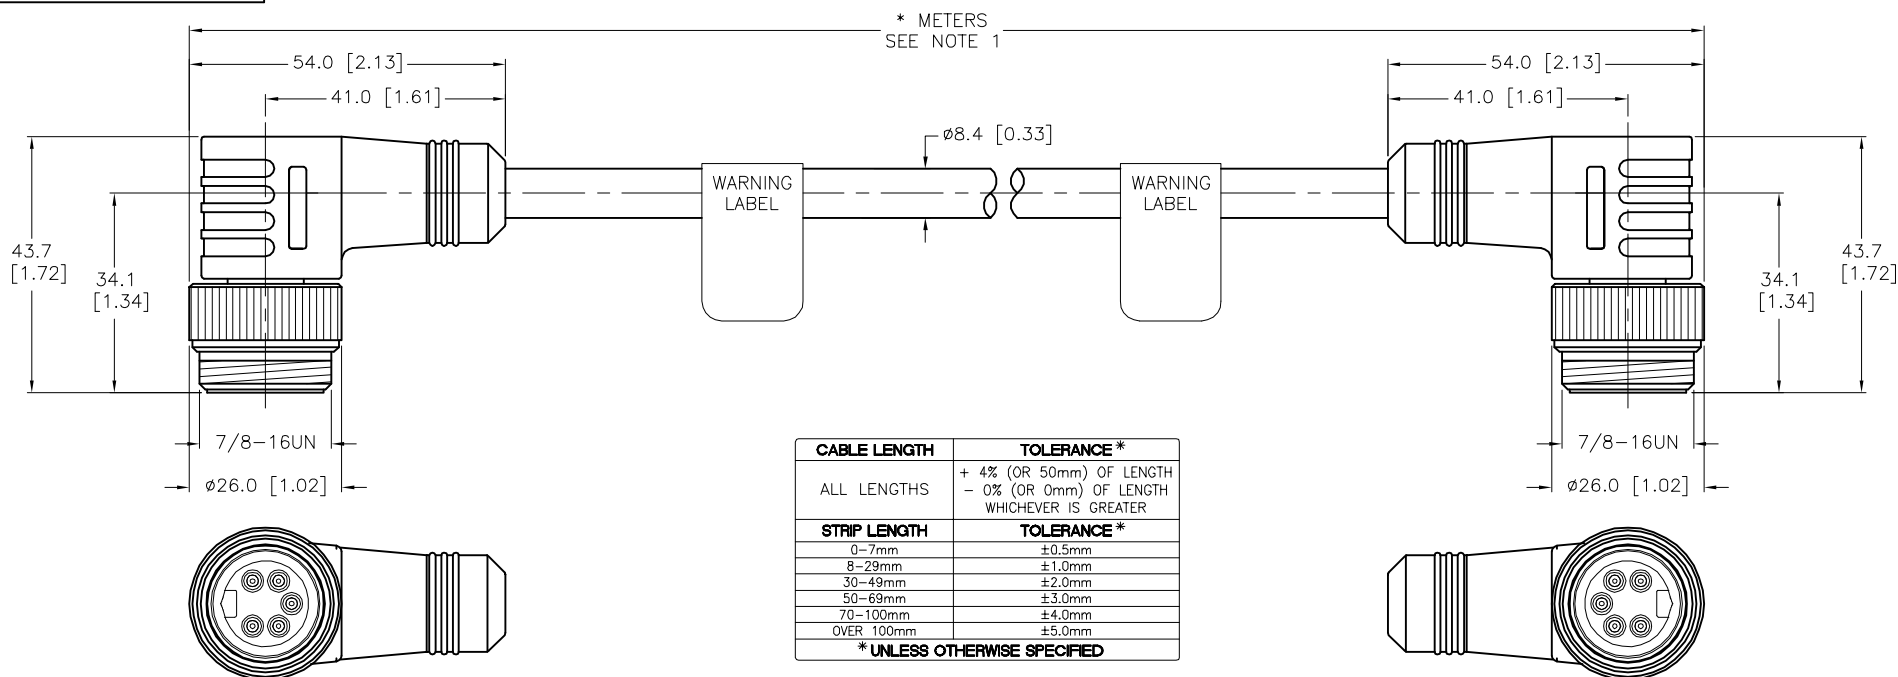 * METERS
SEE NOTE 1
54.0 [2.13]
54.0 [2.13]
41.0 [1.61]
41.0 [1.61]
ø8.4 [0.33]
WARNING
LABEL
WARNING
LABEL
43.7
[1.72]
34.1
[1.34]
34.1
[1.34]
43.7
[1.72]
7/8-16UN
7/8-16UN
ø26.0 [1.02]
ø26.0 [1.02]
CABLE LENGTH TOLERANCE*
ALL LENGTHS
+ 4% (OR 50mm) OF LENGTH
- 0% (OR 0mm) OF LENGTH
WHICHEVER IS GREATER
STRIP LENGTH TOLERANCE*
0-7mm ±0.5mm
8-29mm ±1.0mm
30-49mm ±2.0mm
50-69mm ±3.0mm
70-100mm ±4.0mm
OVER 100mm ±5.0mm
*UNLESS OTHERWISE SPECIFIED